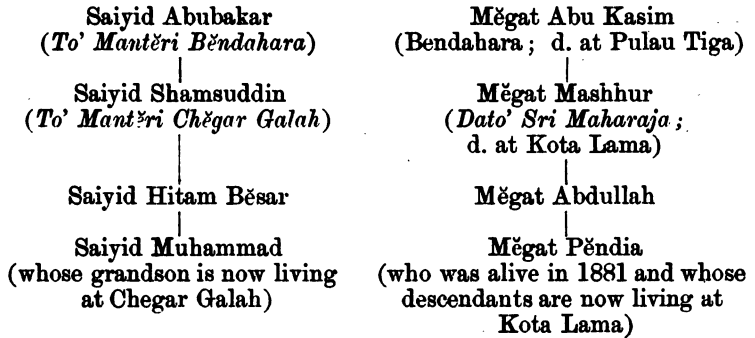 Saiyid Abubakar
(To' Mantĕri Bĕndahara)
Saiyid Shamsuddin
(To' Mantĕri Chĕgar Galah)
Saiyid Hitam Bĕsar
Saiyid Muhammad
(whose grandson is now living
at Chegar Galah)
Mĕgat Abu Kasim
(Bendahara; d. at Pulau Tiga)
Mĕgat Mashhur
(Dato' Sri Maharaja;
d. at Kota Lama)
Mĕgat Abdullah
Mĕgat Pĕndia
(who was alive in 1881 and whose
descendants are now living at
Kota Lama)